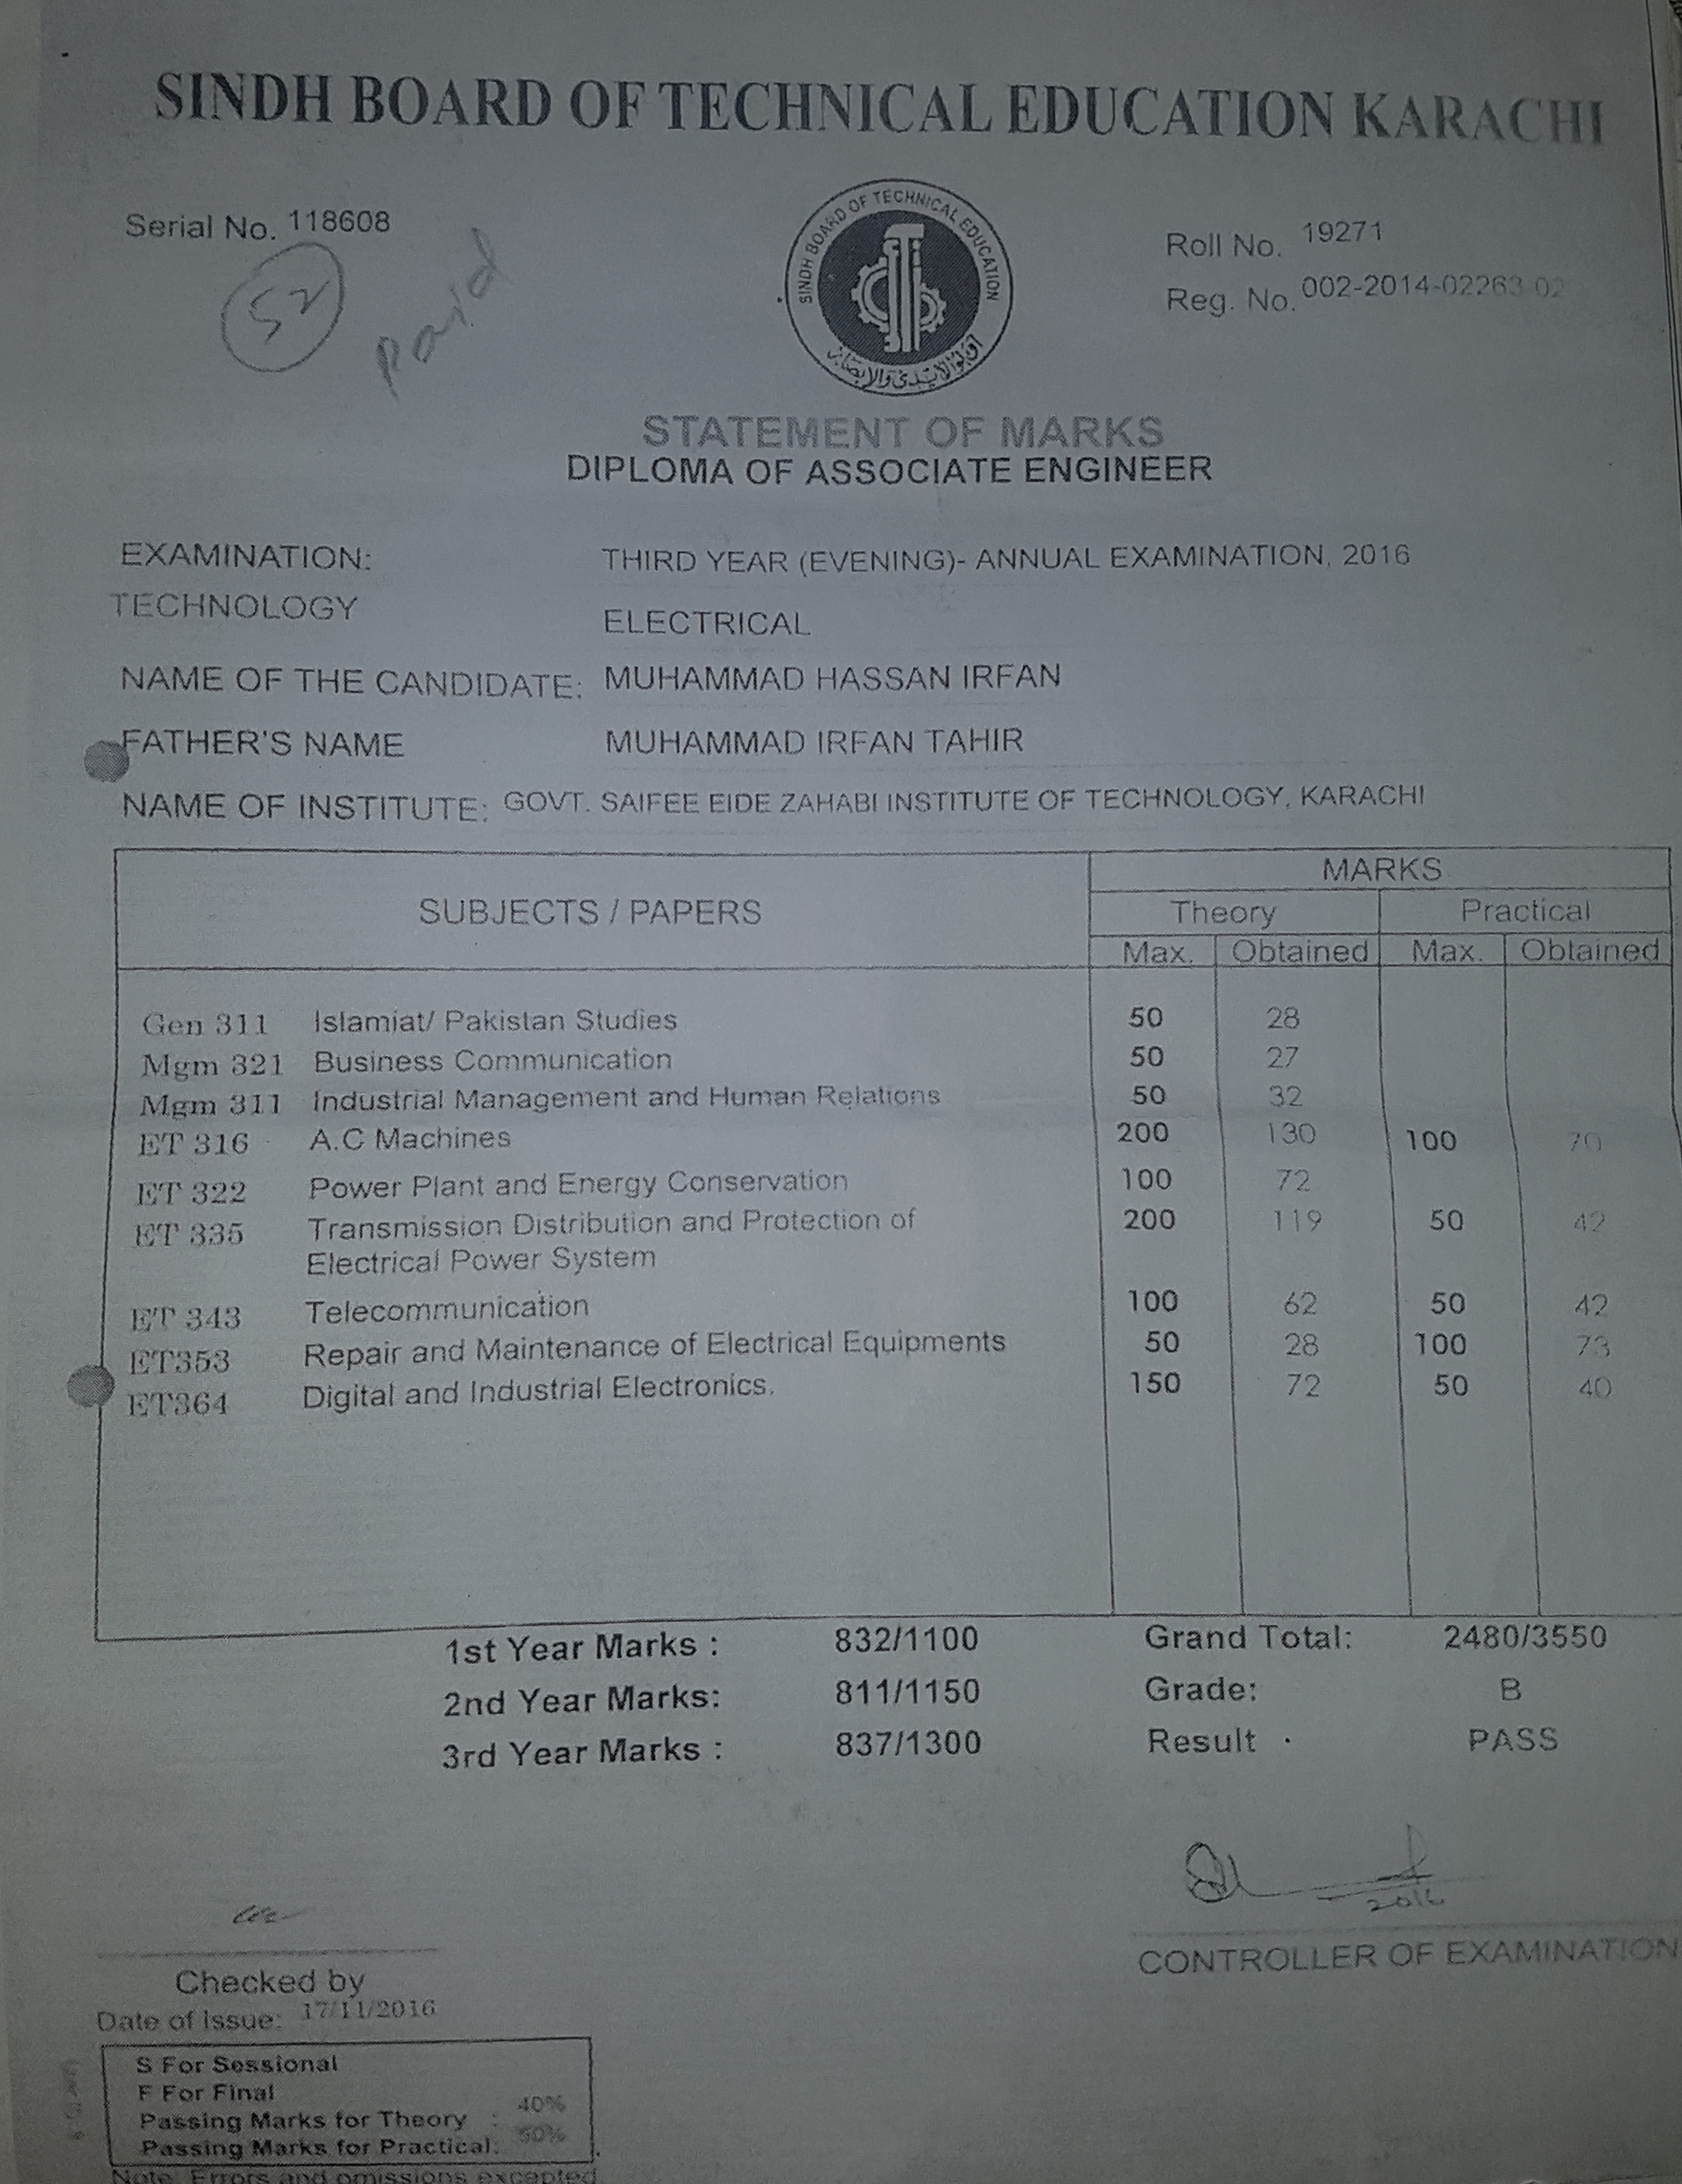 SINDH BOARD OF TECHNICAL EDUCATION KARACHI
Serial No. 118608
52
paid
SINDH BOARD OF TECHNICAL EDUCATION
Roll No. 19271
Reg. No. 002-2014-02263-02
STATEMENT OF MARKS
DIPLOMA OF ASSOCIATE ENGINEER
EXAMINATION: THIRD YEAR (EVENING)- ANNUAL EXAMINATION, 2016
TECHNOLOGY ELECTRICAL
NAME OF THE CANDIDATE: MUHAMMAD HASSAN IRFAN
FATHER'S NAME MUHAMMAD IRFAN TAHIR
NAME OF INSTITUTE: GOVT. SAIFEE EIDE ZAHABI INSTITUTE OF TECHNOLOGY, KARACHI
SUBJECTS / PAPERS MARKS
Theory Practical
Max. Obtained Max. Obtained
Gen 311 Islamiat/ Pakistan Studies 50 28
Mgm 321 Business Communication 50 27
Mgm 311 Industrial Management and Human Relations 50 32
ET 316 A.C Machines 200 130 100 70
ET 322 Power Plant and Energy Conservation 100 72
ET 335 Transmission Distribution and Protection of 200 119 50 42
Electrical Power System
ET 343 Telecommunication 100 62 50 42
ET353 Repair and Maintenance of Electrical Equipments 50 28 100 73
ET364 Digital and Industrial Electronics. 150 72 50 40
1st Year Marks : 832/1100 Grand Total: 2480/3550
2nd Year Marks: 811/1150 Grade: B
3rd Year Marks : 837/1300 Result PASS
2016
CONTROLLER OF EXAMINATION
Checked by
Date of Issue: 17/11/2016
S For Sessional
F For Final
Passing Marks for Theory : 40%
Passing Marks for Practical: 50%
Note: Errors and omissions excepted.